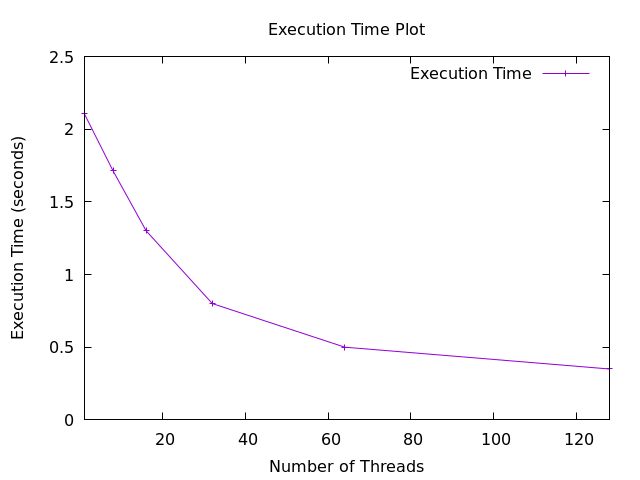 Execution Time Plot
Execution Time
2.5
2
1.5
1
0.5
0
Execution Time (seconds)
20 40 60 80 100 120
Number of Threads